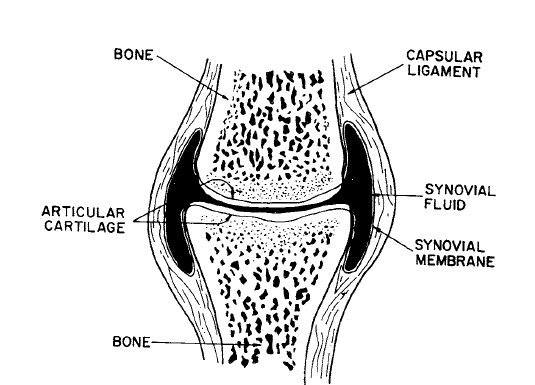 BONE
CAPSULAR
LIGAMENT
ARTICULAR
CARTILAGE
SYNOVIAL
FLUID
SYNOVIAL
MEMBRANE
BONE